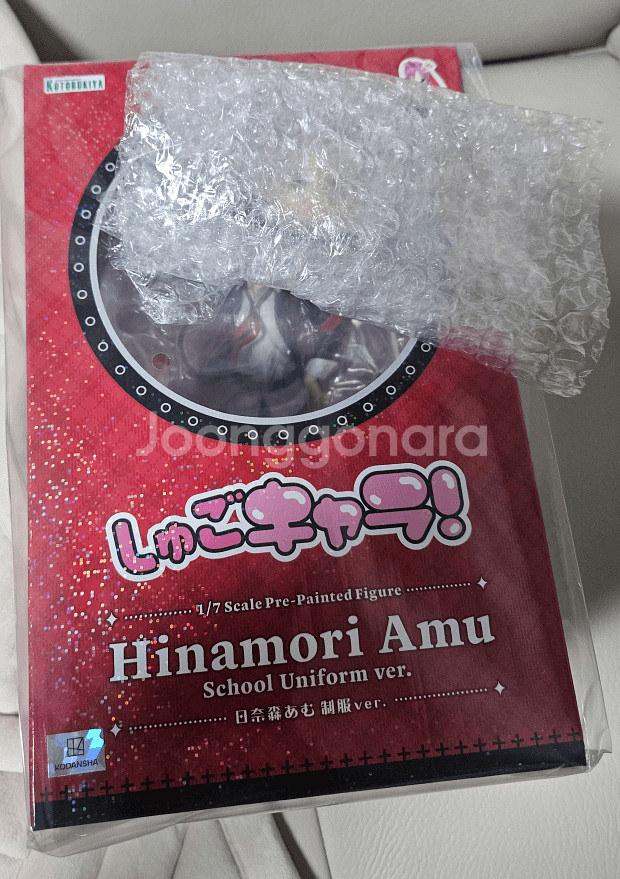 KOTOBUKIYA
Joonggonara
しゅごキャラ!
1/7 Scale Pre-Painted Figure
Hinamori Amu
School Uniform ver.
日奈森あむ 制服ver.
KODANSHA